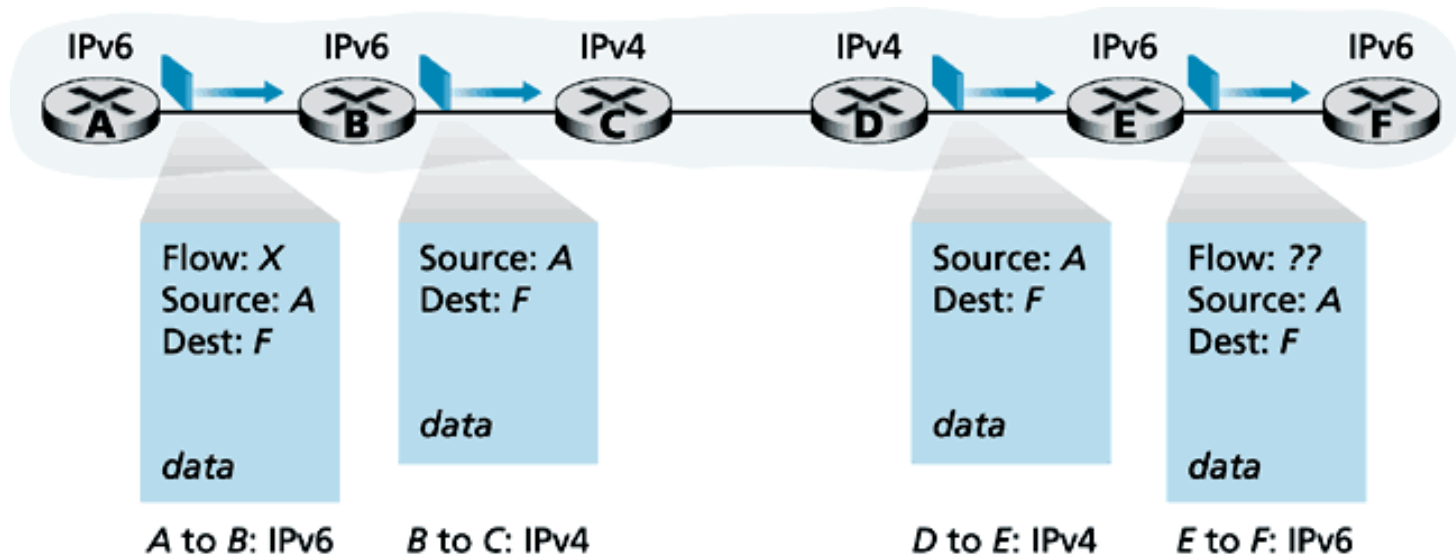 IPv6 IPv6 IPv4 IPv4 IPv6 IPv6
A B C D E F
Flow: X
Source: A
Dest: F
data
A to B: IPv6
Source: A
Dest: F
data
B to C: IPv4
Source: A
Dest: F
data
D to E: IPv4
Flow: ??
Source: A
Dest: F
data
E to F: IPv6